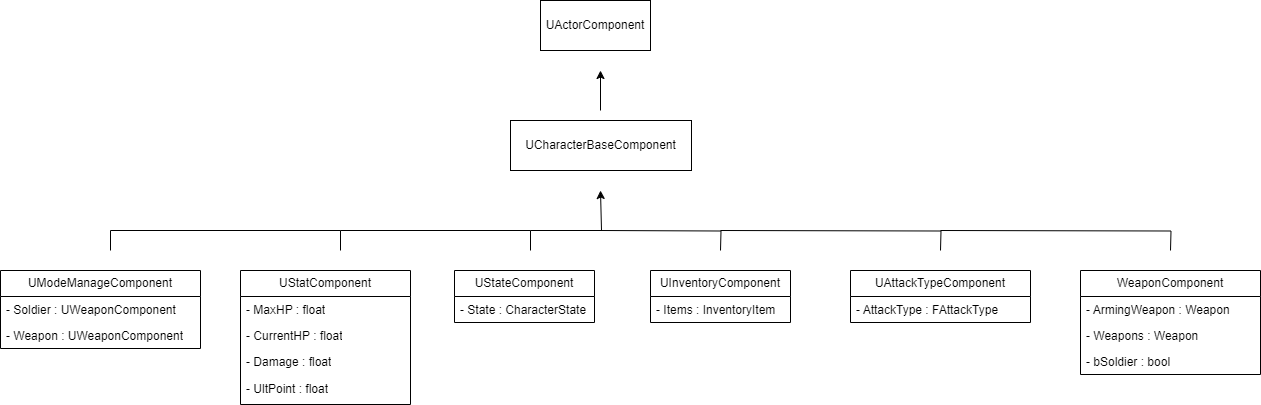 UActorComponent
UCharacterBaseComponent
UModeManageComponent
- Soldier : UWeaponComponent
- Weapon : UWeaponComponent
UStatComponent
- MaxHP : float
- CurrentHP : float
- Damage : float
- UltPoint : float
UStateComponent
- State : CharacterState
UInventoryComponent
- Items : InventoryItem
UAttackTypeComponent
- AttackType : FAttackType
WeaponComponent
- ArmingWeapon : Weapon
- Weapons : Weapon
- bSoldier : bool